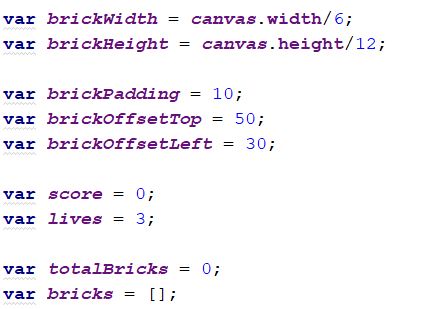 var brickWidth = canvas.width/6;
var brickHeight = canvas.height/12;
var brickPadding = 10;
var brickOffsetTop = 50;
var brickOffsetLeft = 30;
var score = 0;
var lives = 3;
var totalBricks = 0;
var bricks = [];